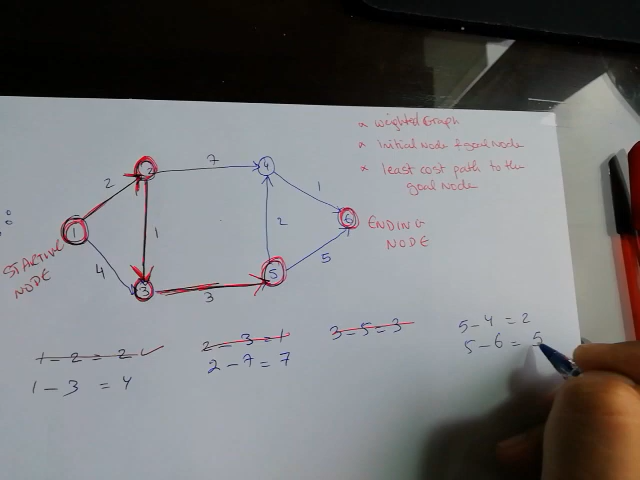 * weighted Graph
* Initial Node & goal Node
* least cost path to the
goal Node
2
7
4
1
2
1
1
2
6
ENDING
NODE
STARTING
NODE
4
3
3
5
5
1-2 = 2 ✓
1-3 = 4
2-3=1
2-7=7
3-5=3
5-4=2
5-6=5